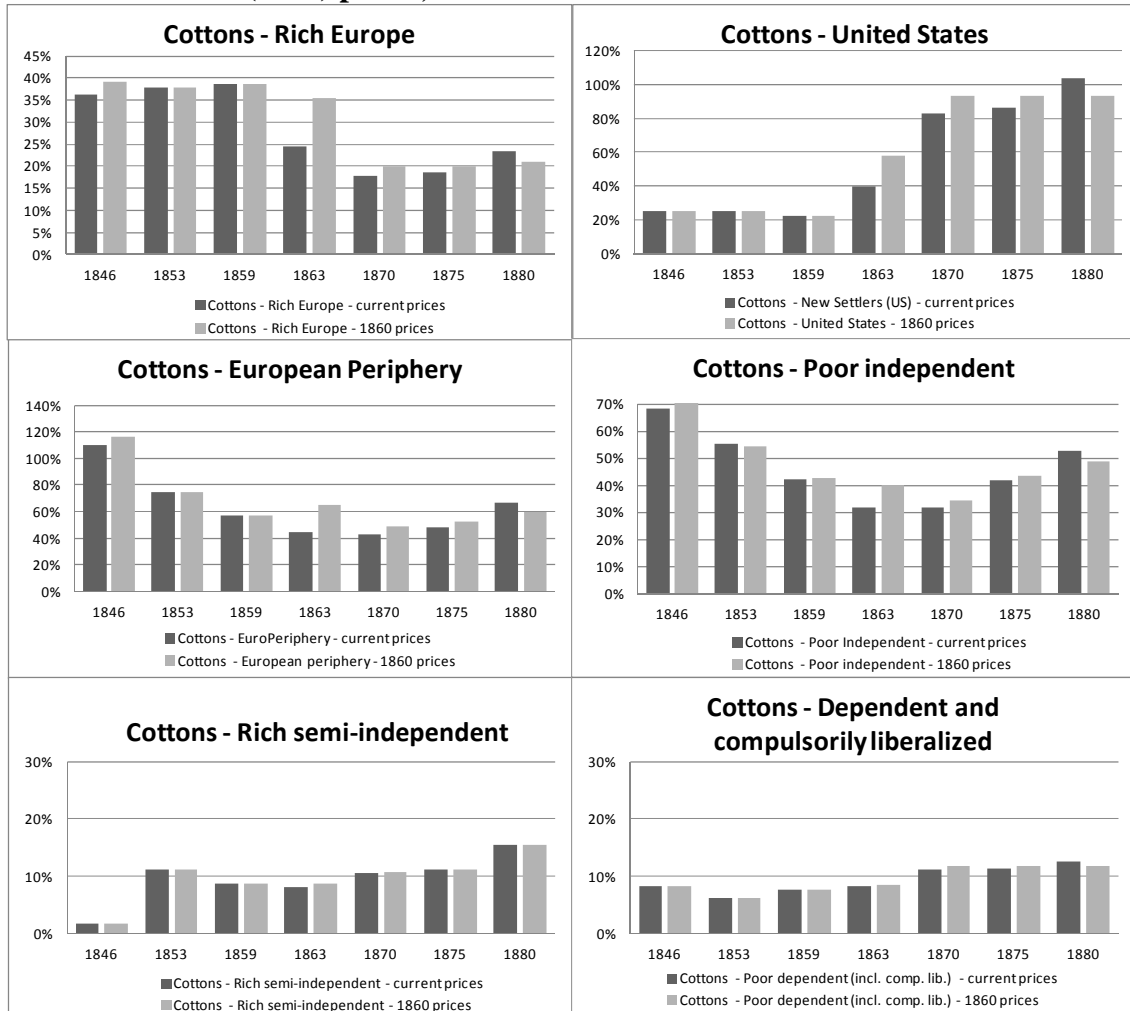 Cottons - Rich Europe
45%
40%
35%
30%
25%
20%
15%
10%
5%
0%
1846 1853 1859 1863 1870 1875 1880
Cottons - Rich Europe - current prices
Cottons - Rich Europe - 1860 prices
Cottons - United States
120%
100%
80%
60%
40%
20%
0%
1846 1853 1859 1863 1870 1875 1880
Cottons - New Settlers (US) - current prices
Cottons - United States - 1860 prices
Cottons - European Periphery
140%
120%
100%
80%
60%
40%
20%
0%
1846 1853 1859 1863 1870 1875 1880
Cottons - EuroPeriphery - current prices
Cottons - European periphery - 1860 prices
Cottons - Poor independent
70%
60%
50%
40%
30%
20%
10%
0%
1846 1853 1859 1863 1870 1875 1880
Cottons - Poor Independent - current prices
Cottons - Poor independent - 1860 prices
Cottons - Rich semi-independent
30%
20%
10%
0%
1846 1853 1859 1863 1870 1875 1880
Cottons - Rich semi-independent - current prices
Cottons - Rich semi-independent - 1860 prices
Cottons - Dependent and
compulsorily liberalized
30%
20%
10%
0%
1846 1853 1859 1863 1870 1875 1880
Cottons - Poor dependent (incl. comp. lib.) - current prices
Cottons - Poor dependent (incl. comp. lib.) - 1860 prices